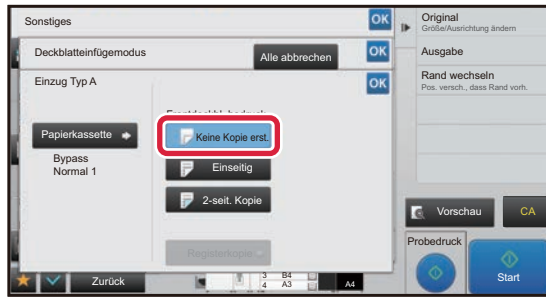 Sonstiges
OK
Deckblatteinfügemodus
Alle abbrechen
OK
Einzug Typ A
OK
Papierkassette
Bypass
Normal 1
Keine Kopie erst.
Einseitig
2-seit. Kopie
Registerkopie
Zurück
3 B4
4 A3
A4
Original
Größe/Ausrichtung ändern
Ausgabe
Rand wechseln
Pos. versch., dass Rand vorh.
Vorschau
CA
Probedruck
Start